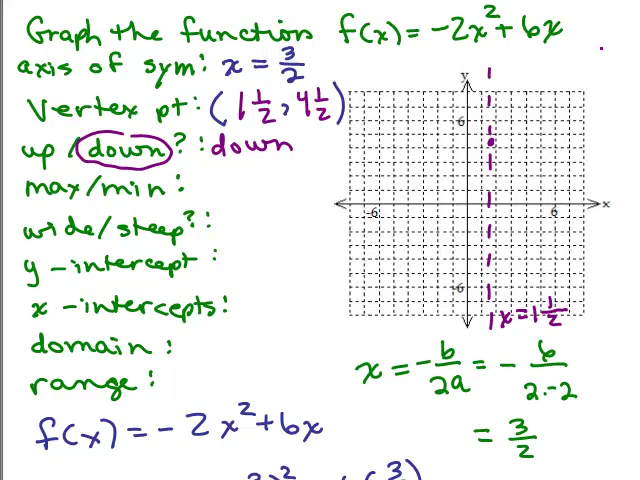 Graph the function f(x) = -2x² + 6x
axis of sym: x = 3/2
Vertex pt: (1 1/2, 4 1/2)
up / down ? : down
max/min :
wide/steep? :
y-intercept :
x-intercepts :
domain :
range :
y
6
-6
6
x
-6
x = 1 1/2
x = -b/2a = -6/2·-2
= 3/2
f(x) = -2x² + 6x